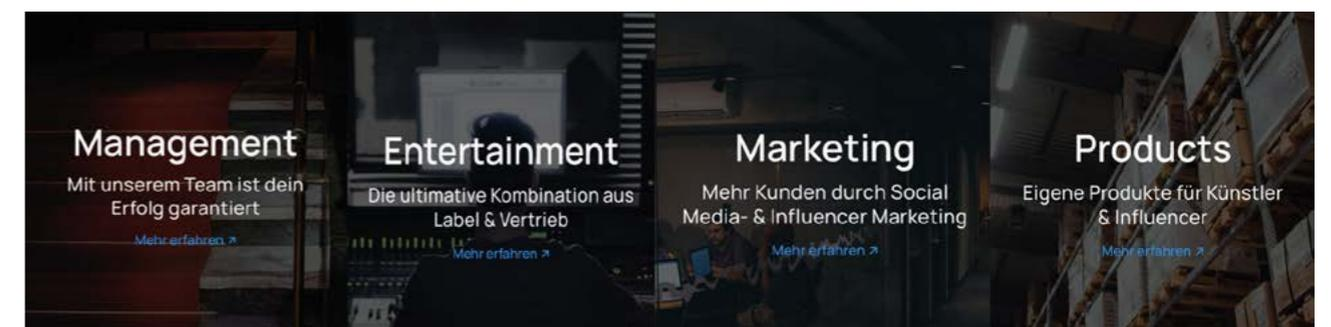 Management
Mit unserem Team ist dein
Erfolg garantiert
Mehr erfahren ↗
Entertainment
Die ultimative Kombination aus
Label & Vertrieb
Mehr erfahren ↗
Marketing
Mehr Kunden durch Social
Media- & Influencer Marketing
Mehr erfahren ↗
Products
Eigene Produkte für Künstler
& Influencer
Mehr erfahren ↗